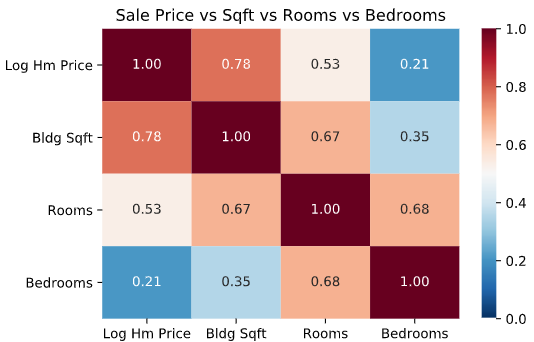 Sale Price vs Sqft vs Rooms vs Bedrooms
Log Hm Price 1.00 0.78 0.53 0.21
Bldg Sqft 0.78 1.00 0.67 0.35
Rooms 0.53 0.67 1.00 0.68
Bedrooms 0.21 0.35 0.68 1.00
Log Hm Price Bldg Sqft Rooms Bedrooms
1.0
0.8
0.6
0.4
0.2
0.0